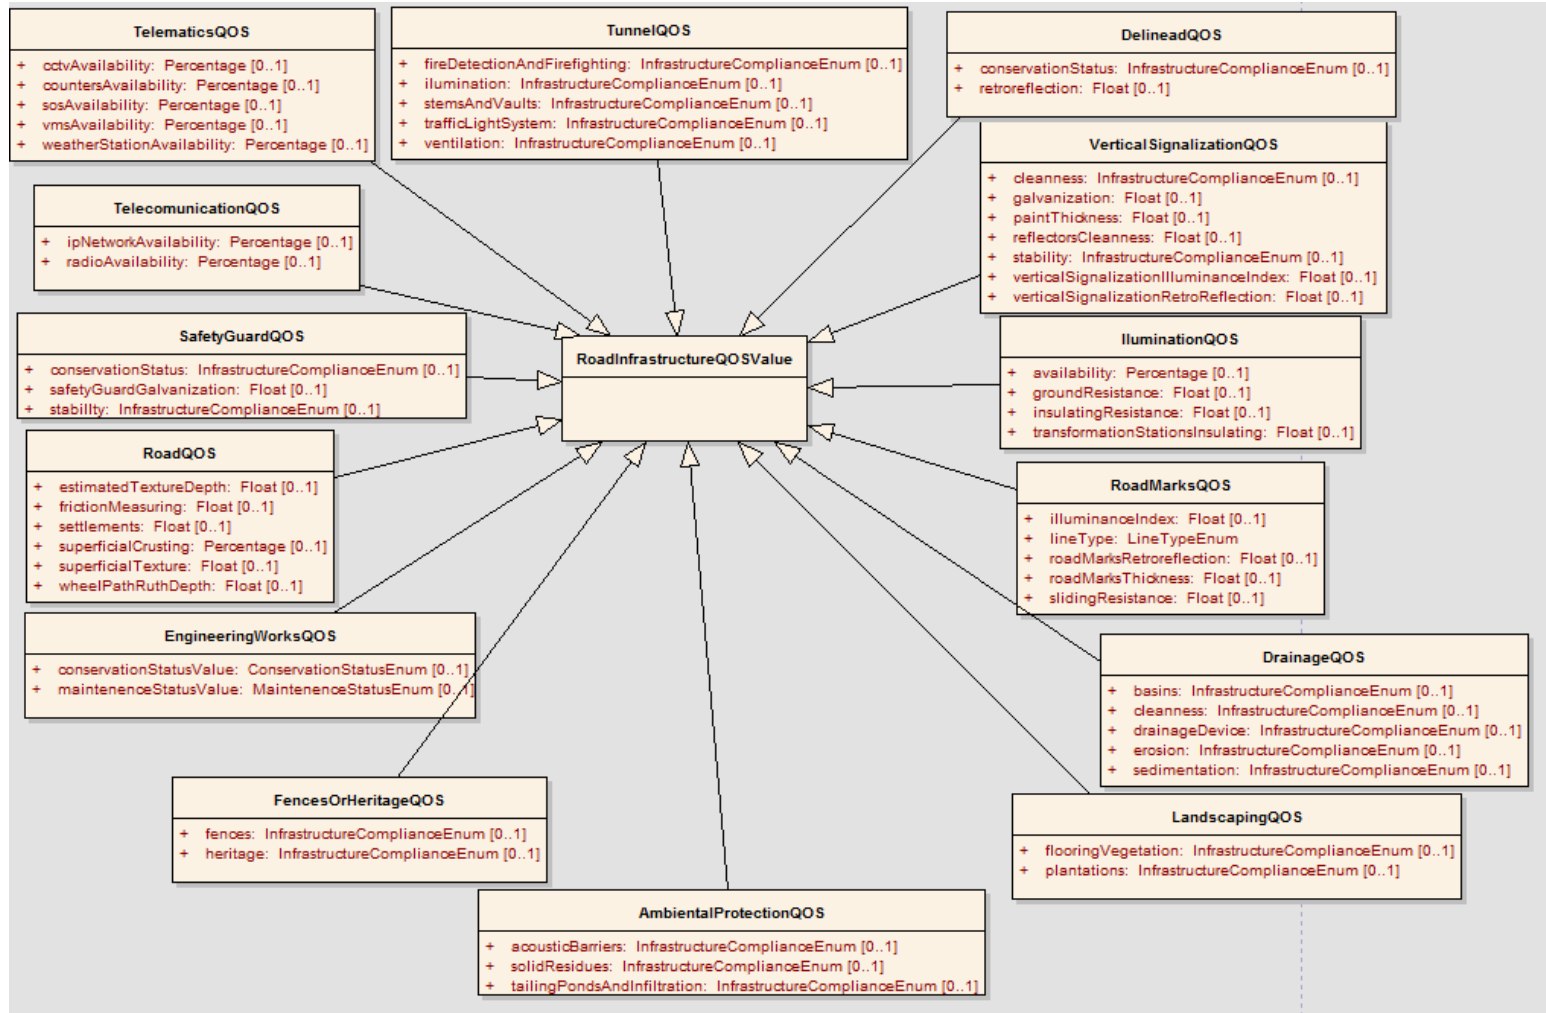 TelematicsQOS
+ cctvAvailability: Percentage [0..1]
+ countersAvailability: Percentage [0..1]
+ sosAvailability: Percentage [0..1]
+ vmsAvailability: Percentage [0..1]
+ weatherStationAvailability: Percentage [0..1]
TunnelQOS
+ fireDetectionAndFirefighting: InfrastructureComplianceEnum [0..1]
+ ilumination: InfrastructureComplianceEnum [0..1]
+ stemsAndVaults: InfrastructureComplianceEnum [0..1]
+ trafficLightSystem: InfrastructureComplianceEnum [0..1]
+ ventilation: InfrastructureComplianceEnum [0..1]
DelineadQOS
+ conservationStatus: InfrastructureComplianceEnum [0..1]
+ retroreflection: Float [0..1]
VerticalSignalizationQOS
+ cleanness: InfrastructureComplianceEnum [0..1]
+ galvanization: Float [0..1]
+ paintThickness: Float [0..1]
+ reflectorsCleanness: Float [0..1]
+ stability: InfrastructureComplianceEnum [0..1]
+ verticalSignalizationIlluminanceIndex: Float [0..1]
+ verticalSignalizationRetroReflection: Float [0..1]
TelecomunicationQOS
+ ipNetworkAvailability: Percentage [0..1]
+ radioAvailability: Percentage [0..1]
SafetyGuardQOS
+ conservationStatus: InfrastructureComplianceEnum [0..1]
+ safetyGuardGalvanization: Float [0..1]
+ stability: InfrastructureComplianceEnum [0..1]
RoadInfrastructureQOSValue
IluminationQOS
+ availability: Percentage [0..1]
+ groundResistance: Float [0..1]
+ insulatingResistance: Float [0..1]
+ transformationStationsInsulating: Float [0..1]
RoadQOS
+ estimatedTextureDepth: Float [0..1]
+ frictionMeasuring: Float [0..1]
+ settlements: Float [0..1]
+ superficialCrusting: Percentage [0..1]
+ superficialTexture: Float [0..1]
+ wheelPathRuthDepth: Float [0..1]
RoadMarksQOS
+ illuminanceIndex: Float [0..1]
+ lineType: LineTypeEnum
+ roadMarksRetroreflection: Float [0..1]
+ roadMarksThickness: Float [0..1]
+ slidingResistance: Float [0..1]
EngineeringWorksQOS
+ conservationStatusValue: ConservationStatusEnum [0..1]
+ maintenenceStatusValue: MaintenenceStatusEnum [0..1]
DrainageQOS
+ basins: InfrastructureComplianceEnum [0..1]
+ cleanness: InfrastructureComplianceEnum [0..1]
+ drainageDevice: InfrastructureComplianceEnum [0..1]
+ erosion: InfrastructureComplianceEnum [0..1]
+ sedimentation: InfrastructureComplianceEnum [0..1]
FencesOrHeritageQOS
+ fences: InfrastructureComplianceEnum [0..1]
+ heritage: InfrastructureComplianceEnum [0..1]
LandscapingQOS
+ flooringVegetation: InfrastructureComplianceEnum [0..1]
+ plantations: InfrastructureComplianceEnum [0..1]
AmbientalProtectionQOS
+ acousticBarriers: InfrastructureComplianceEnum [0..1]
+ solidResidues: InfrastructureComplianceEnum [0..1]
+ tailingPondsAndInfiltration: InfrastructureComplianceEnum [0..1]